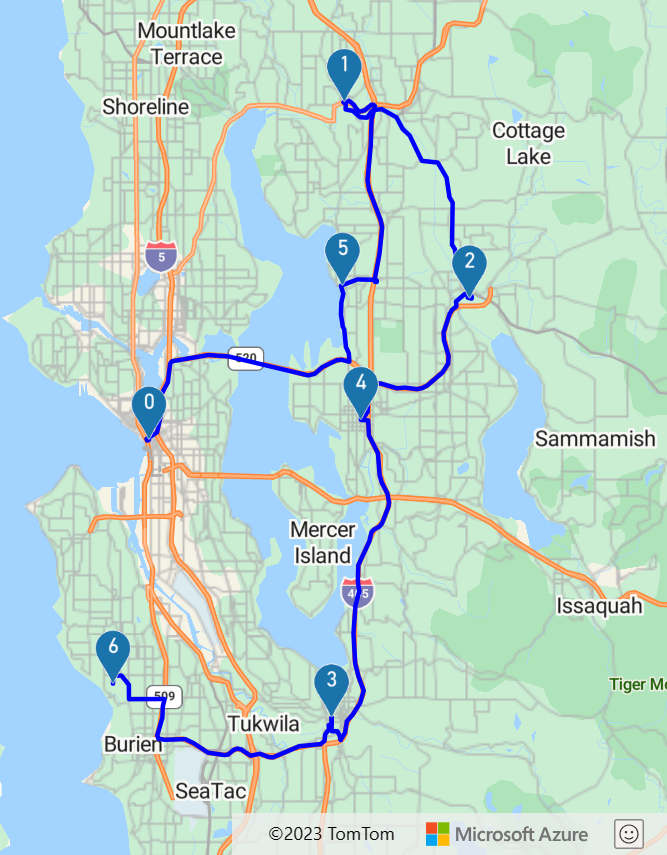 Mountlake
Terrace
1
Shoreline
Cottage
Lake
5
5
2
520
4
0
Sammamish
Mercer
Island
405
Issaquah
6
3
509
Tiger Mo
Tukwila
Burien
SeaTac
©2023 TomTom
Microsoft Azure